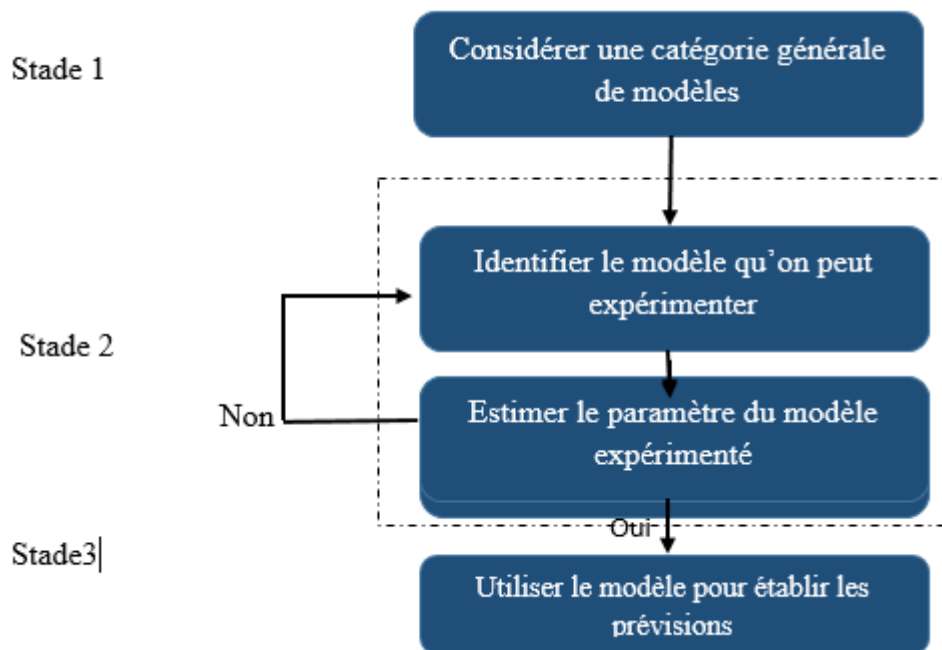 Stade 1
Considérer une catégorie générale
de modèles
Identifier le modèle qu'on peut
expérimenter
Stade 2
Non
Estimer le paramètre du modèle
expérimenté
Oui
Stade3
Utiliser le modèle pour établir les
prévisions